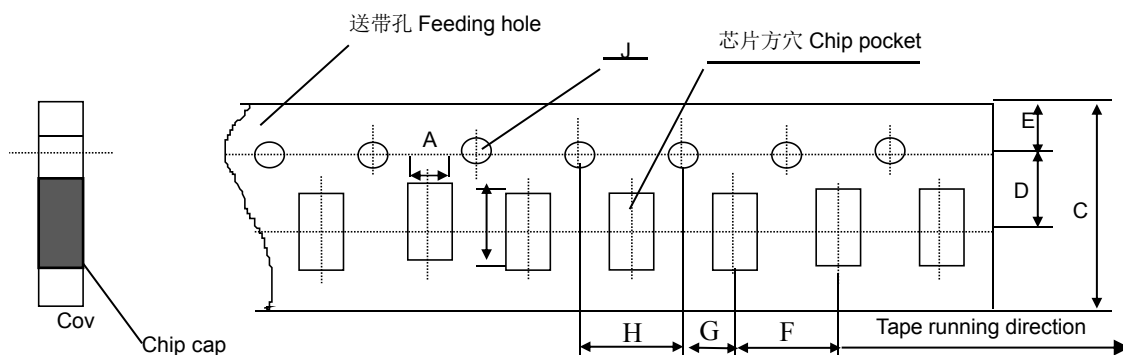 送带孔 Feeding hole
J
芯片方穴 Chip pocket
A
E
D
C
Cov
Chip cap
H
G
F
Tape running direction